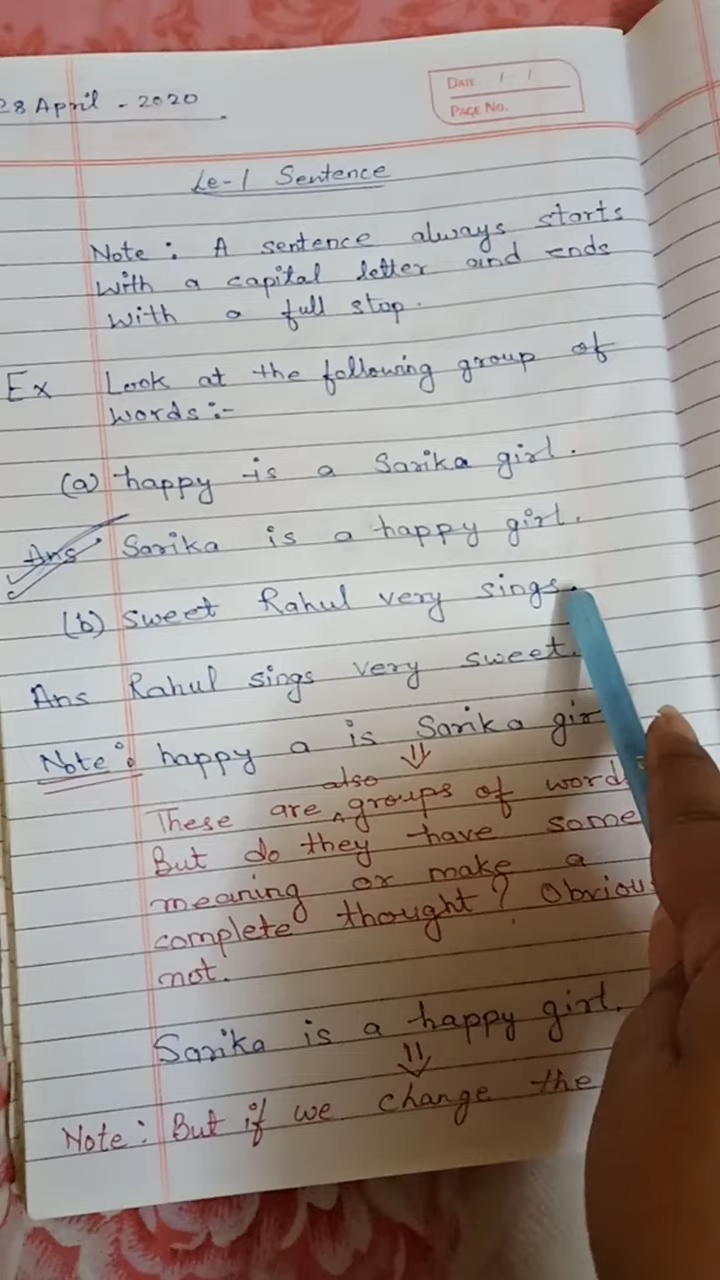 28 April - 2020
DATE / /
PAGE NO.
Le-1 Sentence
Note : A sentence always starts
with a capital letter and ends
with a full stop.
Ex Look at the following group of
words :-
(a) happy is a Sarika girl.
Ans Sarika is a happy girl.
(b) sweet Rahul very sings.
Ans Rahul sings very sweet.
Note : happy a is Sarika
also
These are groups of
But do they have some
meaning or make a
complete thought ?
not.
Sarika is a happy girl.
Note : But if we change the